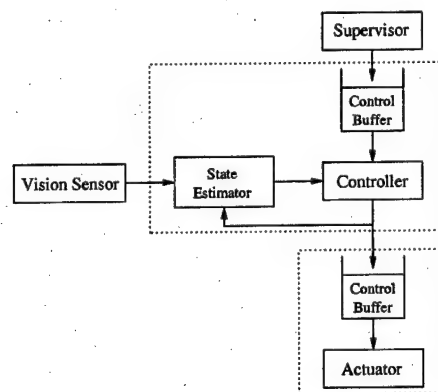 Supervisor
Control
Buffer
Vision Sensor
State
Estimator
Controller
Control
Buffer
Actuator